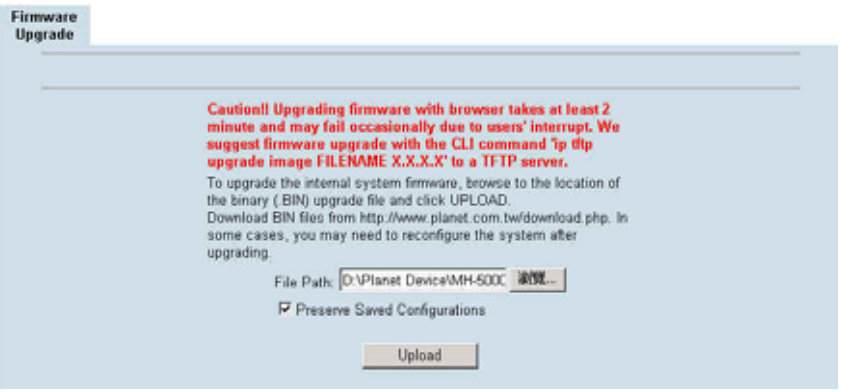 Firmware
Upgrade
Caution!! Upgrading firmware with browser takes at least 2
minute and may fail occasionally due to users' interrupt. We
suggest firmware upgrade with the CLI command 'ip tftp
upgrade image FILENAME X.X.X.X' to a TFTP server.
To upgrade the internal system firmware, browse to the location of
the binary (.BIN) upgrade file and click UPLOAD.
Download BIN files from http://www.planet.com.tw/download.php. In
some cases, you may need to reconfigure the system after
upgrading.
File Path: D:\Planet Device\MH-500C 瀏覽...
Preserve Saved Configurations
Upload